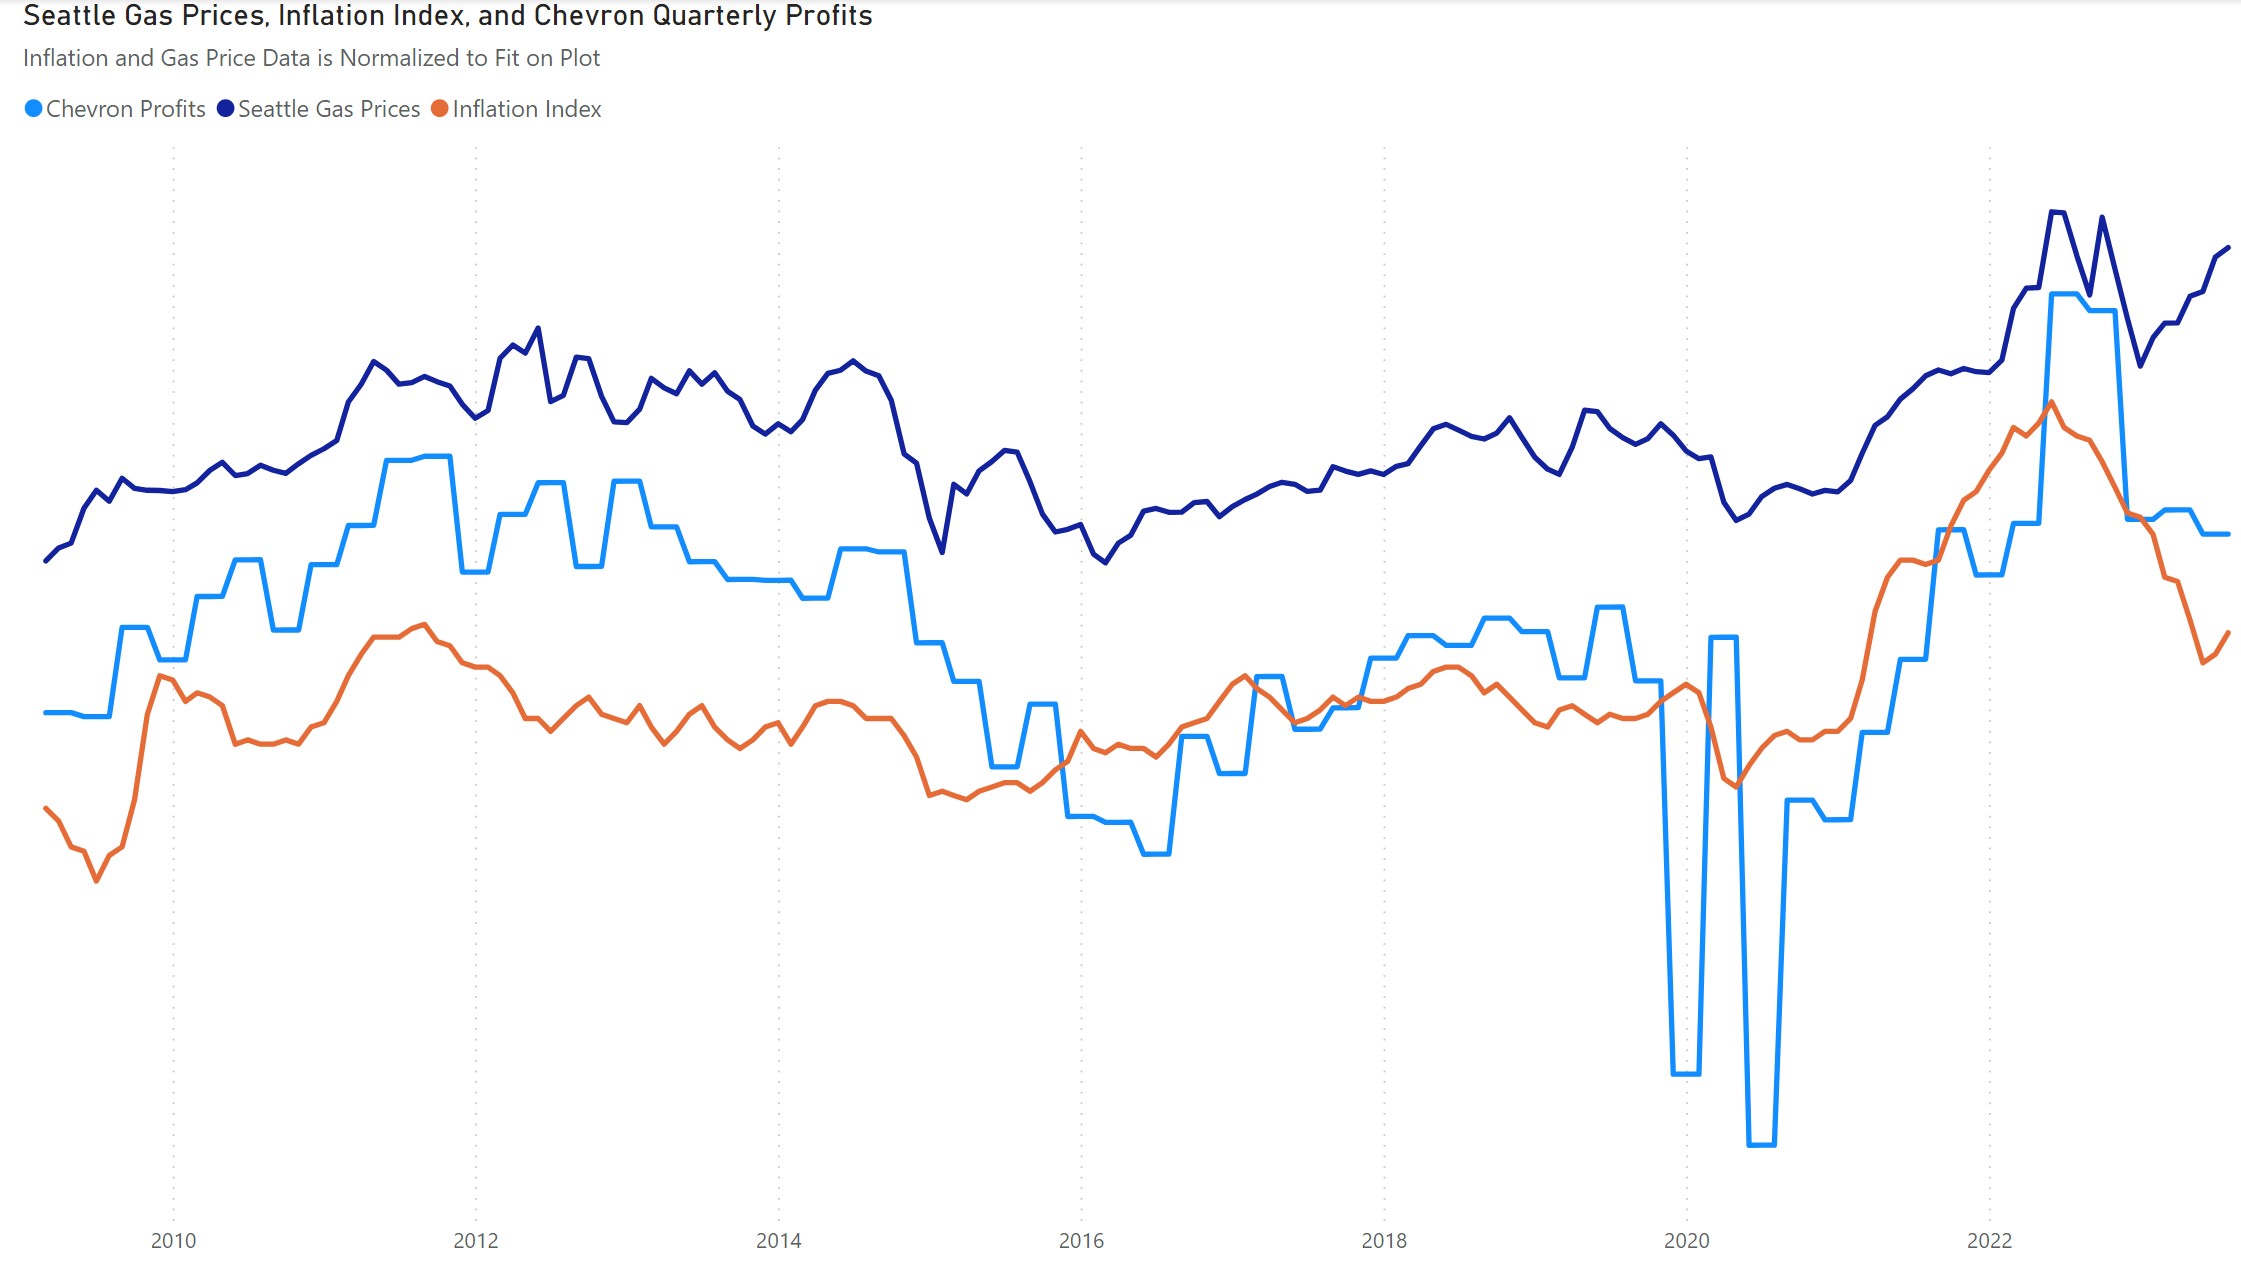 Seattle Gas Prices, Inflation Index, and Chevron Quarterly Profits
Inflation and Gas Price Data is Normalized to Fit on Plot
Chevron Profits Seattle Gas Prices Inflation Index
2010 2012 2014 2016 2018 2020 2022